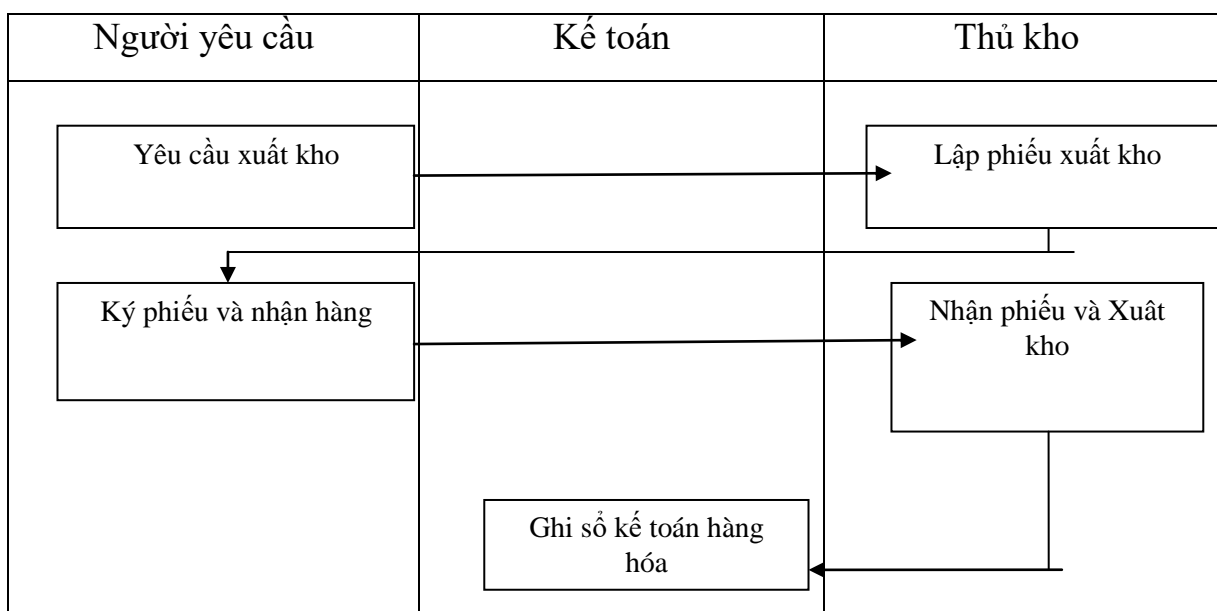 Người yêu cầu
Kế toán
Thủ kho
Yêu cầu xuất kho
Lập phiếu xuất kho
Ký phiếu và nhận hàng
Nhận phiếu và Xuât
kho
Ghi sổ kế toán hàng
hóa